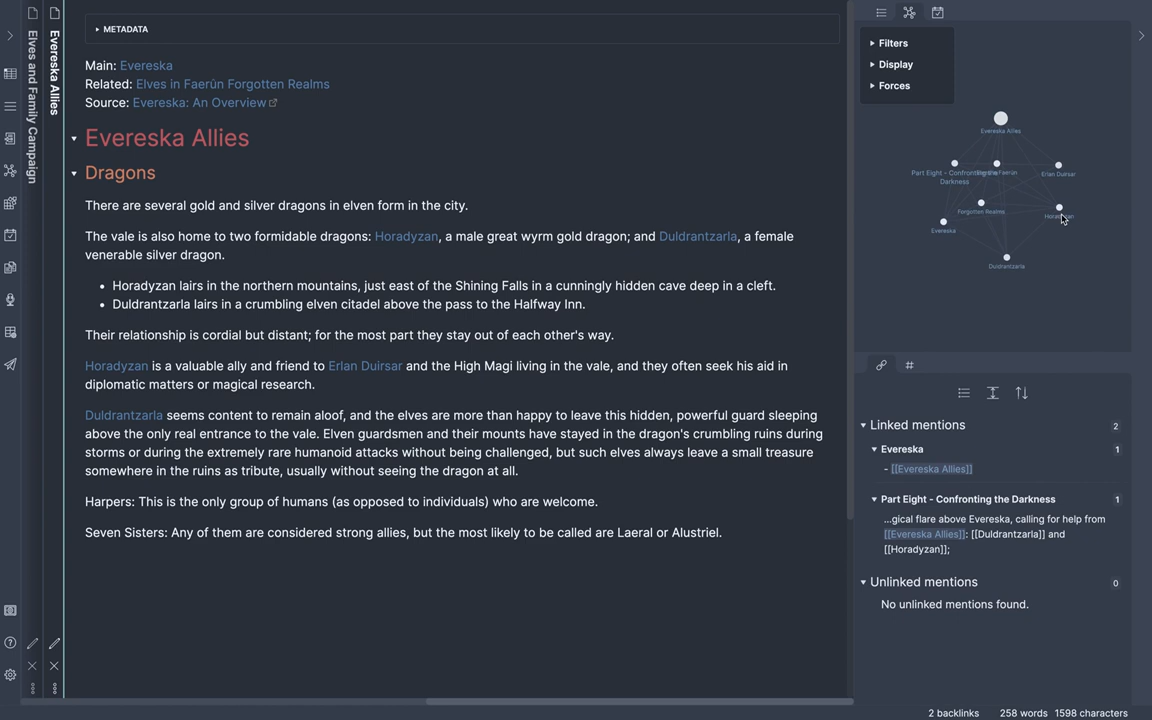 Elves and Family Campaign
Evereska Allies
METADATA
Main: Evereska
Related: Elves in Faerûn Forgotten Realms
Source: Evereska: An Overview
Evereska Allies
Dragons
There are several gold and silver dragons in elven form in the city.
The vale is also home to two formidable dragons: Horadyzan, a male great wyrm gold dragon; and Duldrantzarla, a female
venerable silver dragon.
• Horadyzan lairs in the northern mountains, just east of the Shining Falls in a cunningly hidden cave deep in a cleft.
• Duldrantzarla lairs in a crumbling elven citadel above the pass to the Halfway Inn.
Their relationship is cordial but distant; for the most part they stay out of each other's way.
Horadyzan is a valuable ally and friend to Erlan Duirsar and the High Magi living in the vale, and they often seek his aid in
diplomatic matters or magical research.
Duldrantzarla seems content to remain aloof, and the elves are more than happy to leave this hidden, powerful guard sleeping
above the only real entrance to the vale. Elven guardsmen and their mounts have stayed in the dragon's crumbling ruins during
storms or during the extremely rare humanoid attacks without being challenged, but such elves always leave a small treasure
somewhere in the ruins as tribute, usually without seeing the dragon at all.
Harpers: This is the only group of humans (as opposed to individuals) who are welcome.
Seven Sisters: Any of them are considered strong allies, but the most likely to be called are Laeral or Alustriel.
Filters
Display
Forces
Evereska Allies
Part Eight - Confronting the
Darkness
Faerûn
Erlan Duirsar
Forgotten Realms
Evereska
Duldrantzarla
Linked mentions 2
Evereska 1
- [[Evereska Allies]]
Part Eight - Confronting the Darkness 1
...gical flare above Evereska, calling for help from
[[Evereska Allies]]: [[Duldrantzarla]] and
[[Horadyzan]];
Unlinked mentions 0
No unlinked mentions found.
2 backlinks 258 words 1598 characters